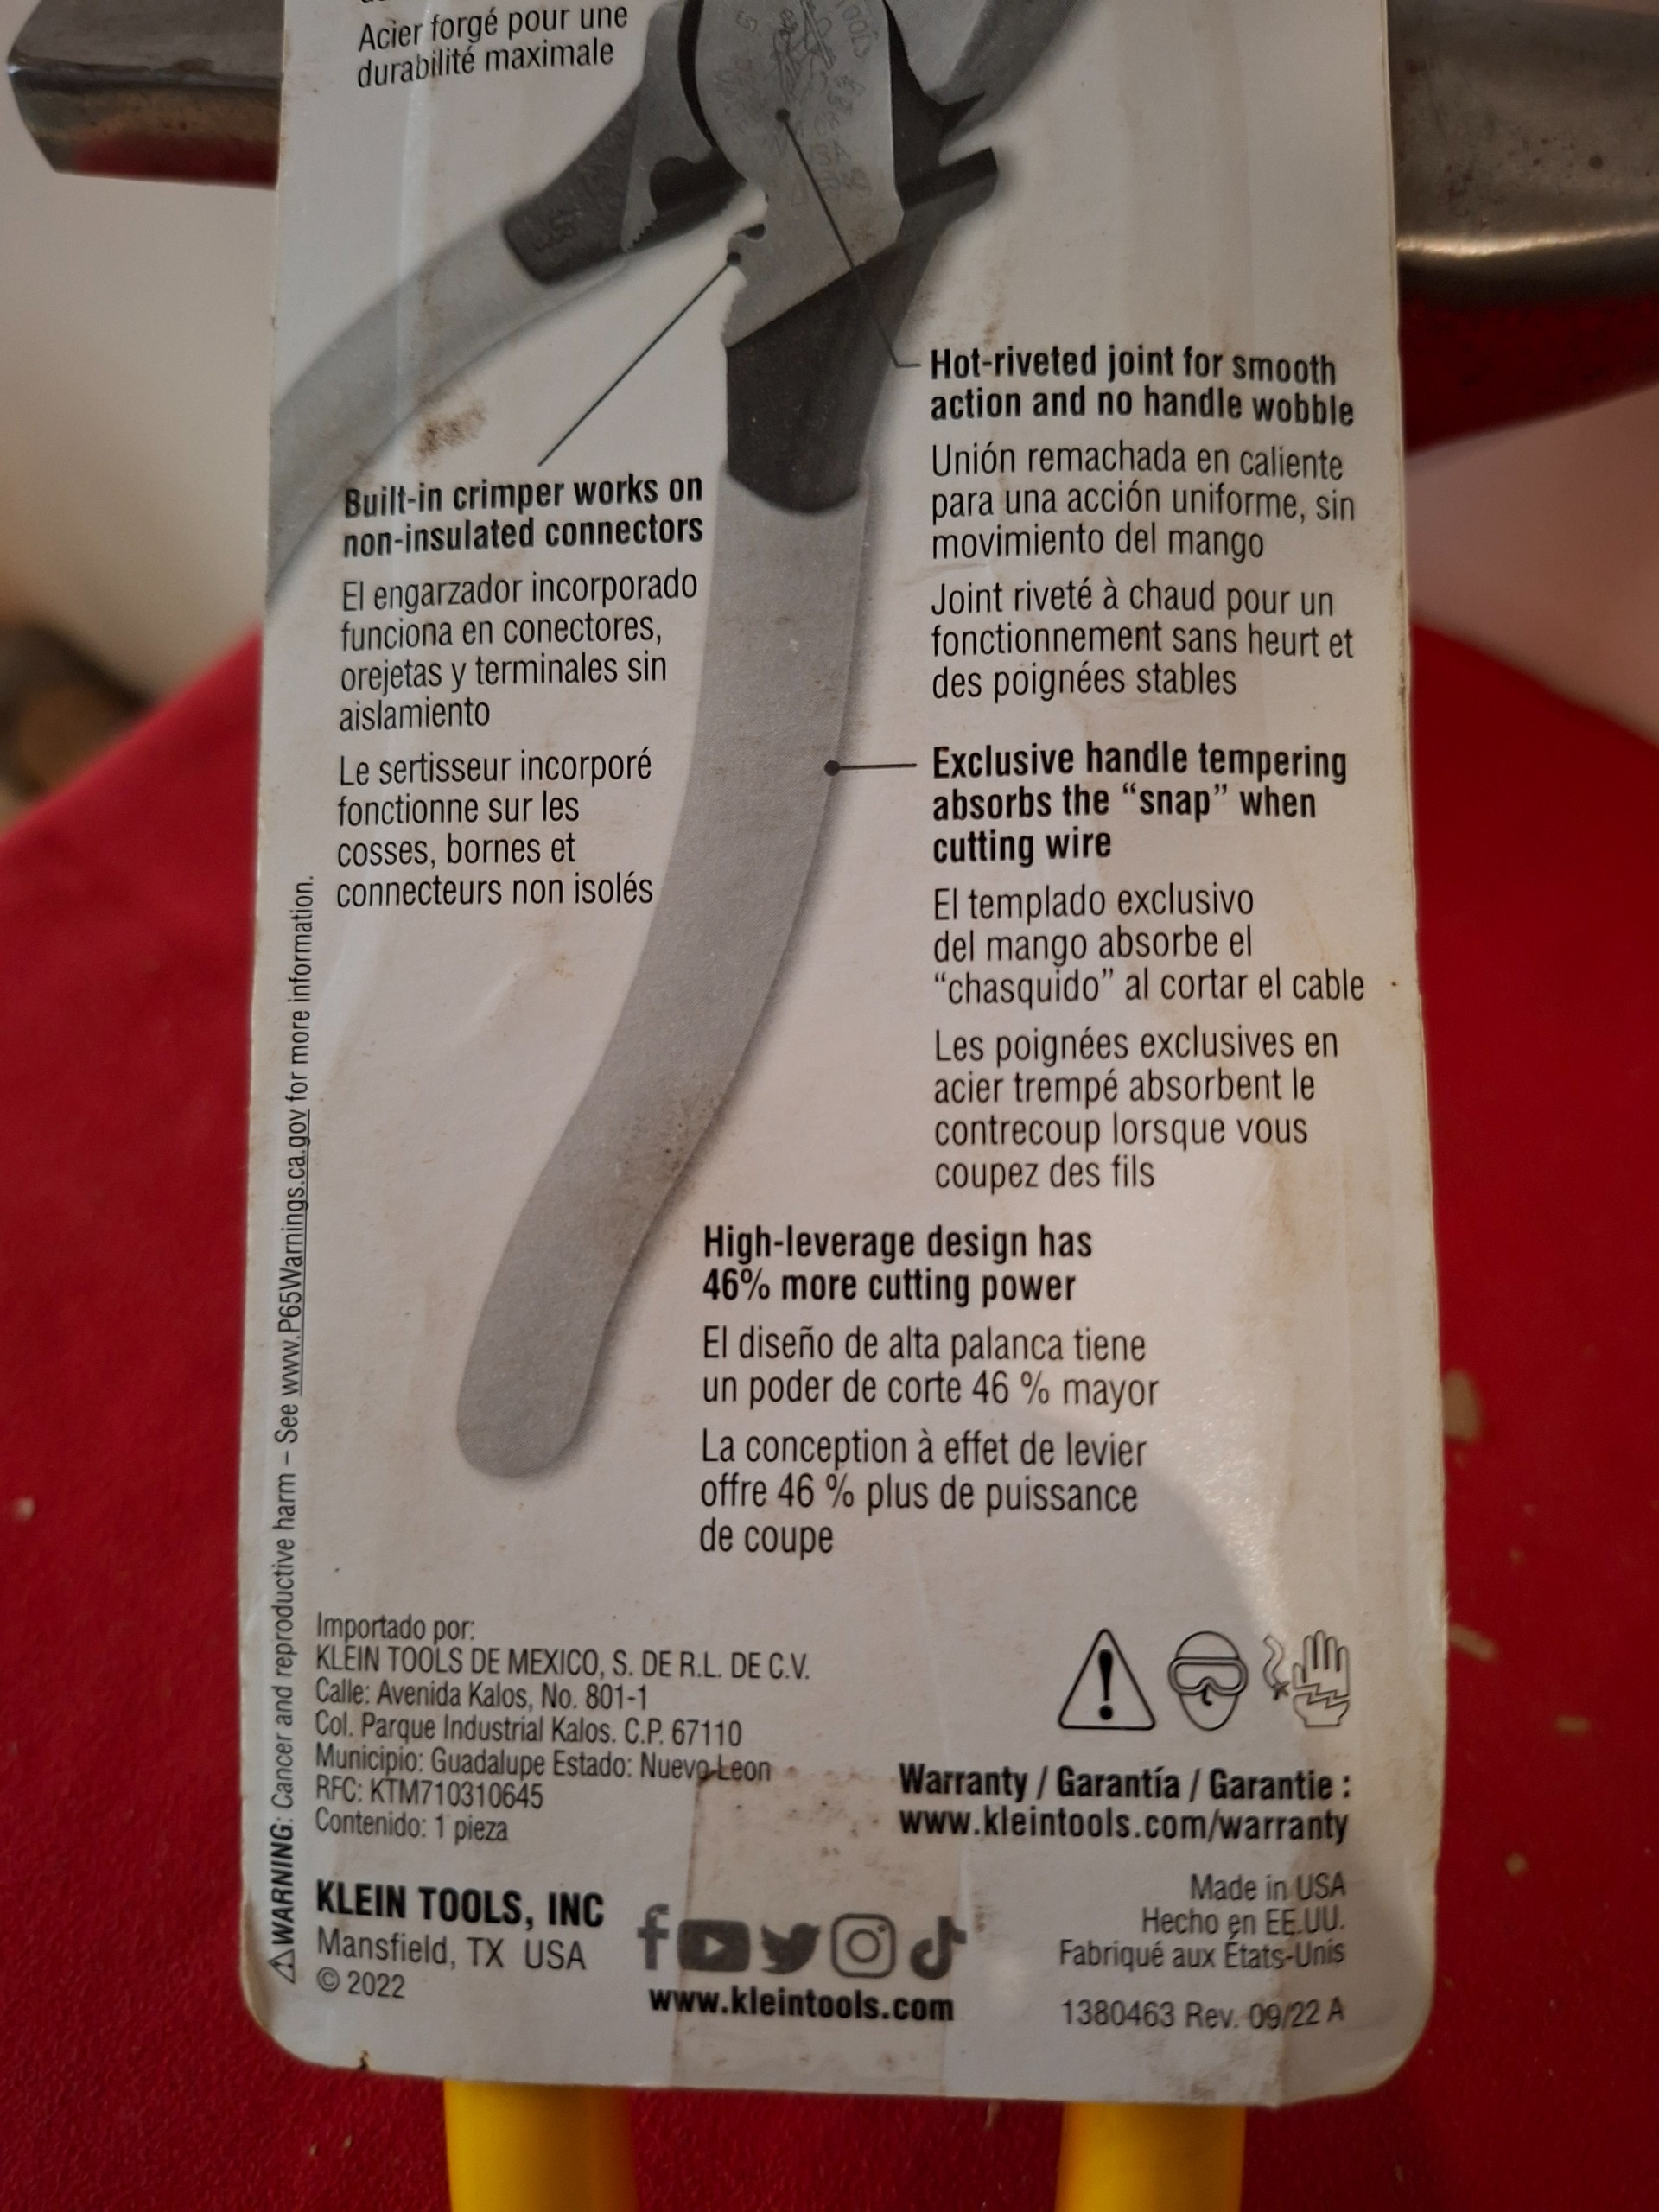 Acier forgé pour une
durabilité maximale
Built-in crimper works on
non-insulated connectors
El engarzador incorporado
funciona en conectores,
orejetas y terminales sin
aislamiento
Le sertisseur incorporé
fonctionne sur les
cosses, bornes et
connecteurs non isolés
Hot-riveted joint for smooth
action and no handle wobble
Unión remachada en caliente
para una acción uniforme, sin
movimiento del mango
Joint riveté à chaud pour un
fonctionnement sans heurt et
des poignées stables
Exclusive handle tempering
absorbs the “snap” when
cutting wire
El templado exclusivo
del mango absorbe el
“chasquido” al cortar el cable
Les poignées exclusives en
acier trempé absorbent le
contrecoup lorsque vous
coupez des fils
High-leverage design has
46% more cutting power
El diseño de alta palanca tiene
un poder de corte 46 % mayor
La conception à effet de levier
offre 46 % plus de puissance
de coupe
⚠WARNING: Cancer and reproductive harm – See www.P65Warnings.ca.gov for more information.
Importado por:
KLEIN TOOLS DE MEXICO, S. DE R.L. DE C.V.
Calle: Avenida Kalos, No. 801-1
Col. Parque Industrial Kalos. C.P. 67110
Municipio: Guadalupe Estado: Nuevo Leon
RFC: KTM710310645
Contenido: 1 pieza
KLEIN TOOLS, INC
Mansfield, TX USA
© 2022
www.kleintools.com
Warranty / Garantía / Garantie :
www.kleintools.com/warranty
Made in USA
Hecho en EE.UU.
Fabriqué aux États-Unis
1380463 Rev. 09/22 A